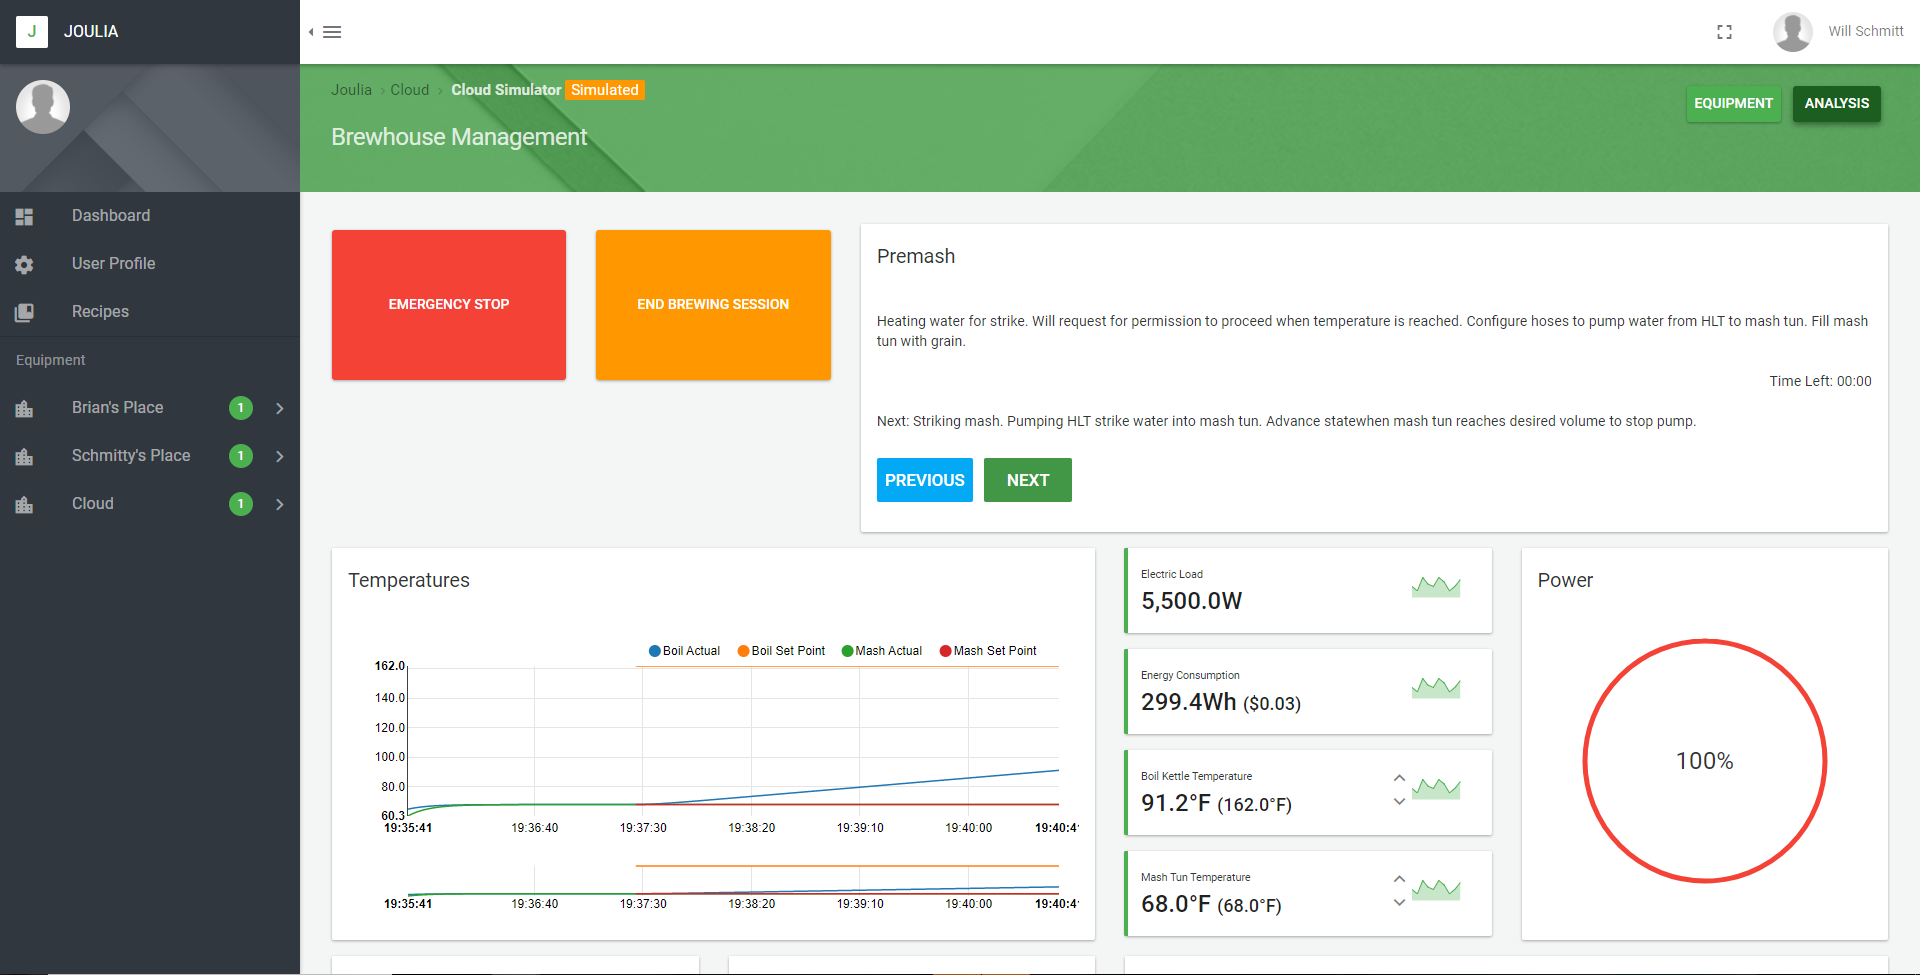 J JOULIA
Will Schmitt
Joulia › Cloud › Cloud Simulator Simulated
EQUIPMENT ANALYSIS
Brewhouse Management
Dashboard
User Profile
Recipes
Equipment
Brian's Place 1
Schmitty's Place 1
Cloud 1
EMERGENCY STOP
END BREWING SESSION
Premash
Heating water for strike. Will request for permission to proceed when temperature is reached. Configure hoses to pump water from HLT to mash tun. Fill mash
tun with grain.
Time Left: 00:00
Next: Striking mash. Pumping HLT strike water into mash tun. Advance statewhen mash tun reaches desired volume to stop pump.
PREVIOUS NEXT
Temperatures
Boil Actual Boil Set Point Mash Actual Mash Set Point
162.0
140.0
120.0
100.0
80.0
60.3
19:35:41 19:36:40 19:37:30 19:38:20 19:39:10 19:40:00 19:40:4
19:35:41 19:36:40 19:37:30 19:38:20 19:39:10 19:40:00 19:40:4
Electric Load
5,500.0W
Energy Consumption
299.4Wh ($0.03)
Boil Kettle Temperature
91.2°F (162.0°F)
Mash Tun Temperature
68.0°F (68.0°F)
Power
100%